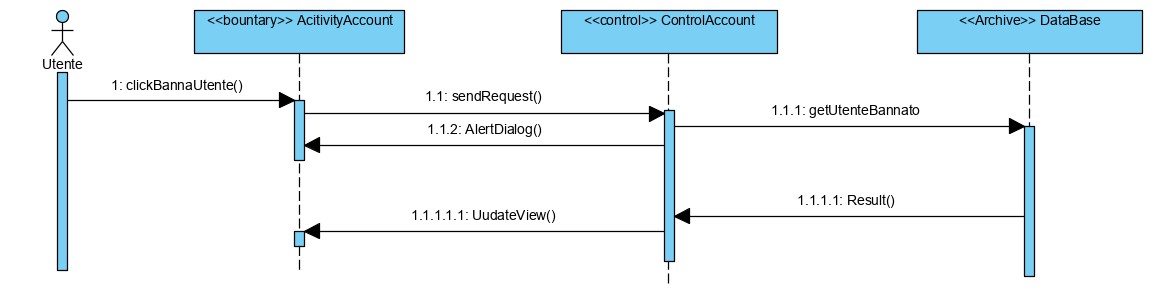 <<bountary>> AcitivityAccount
<<control>> ControlAccount
<<Archive>> DataBase
Utente
1: clickBannaUtente()
1.1: sendRequest()
1.1.1: getUtenteBannato
1.1.2: AlertDialog()
1.1.1.1: Result()
1.1.1.1.1: UudateView()